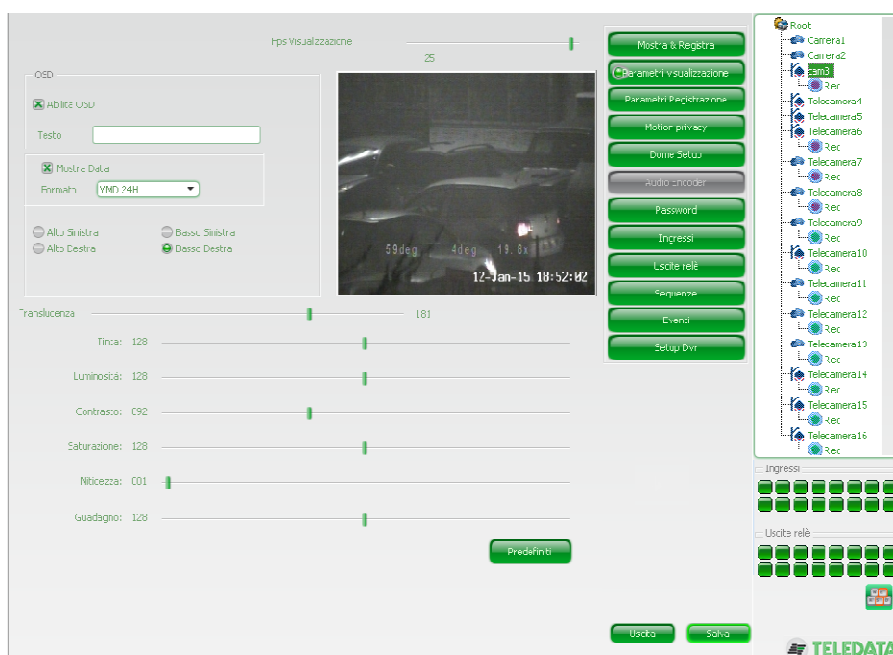 Fps Visualizzazione
25
OSD
Abilita OSD
Testo
Mostra Data
Formato
YMD 24H
Alto Sinistra
Basso Sinistra
Alto Destra
Basso Destra
59deg 4deg 19.8x
12-Jan-15 18:52:02
Translucenza
181
Tinta: 128
Luminosità: 128
Contrasto: 092
Saturazione: 128
Niticezza: 001
Guadagno: 128
Predefiniti
Uscita
Salva
Mostra & Registra
Parametri visualizzazione
Parametri Registrazione
Motion privacy
Dome Setup
Audio Encoder
Password
Ingressi
Uscite relè
Sequenze
Eventi
Setup Dvr
Root
Camera1
Camera2
cam3
Rec
Telecamera4
Telecamera5
Telecamera6
Rec
Telecamera7
Rec
Telecamera8
Rec
Telecamera9
Rec
Telecamera10
Rec
Telecamera11
Rec
Telecamera12
Rec
Telecamera13
Rec
Telecamera14
Rec
Telecamera15
Rec
Telecamera16
Rec
Ingressi
Uscite relè
TELEDATA